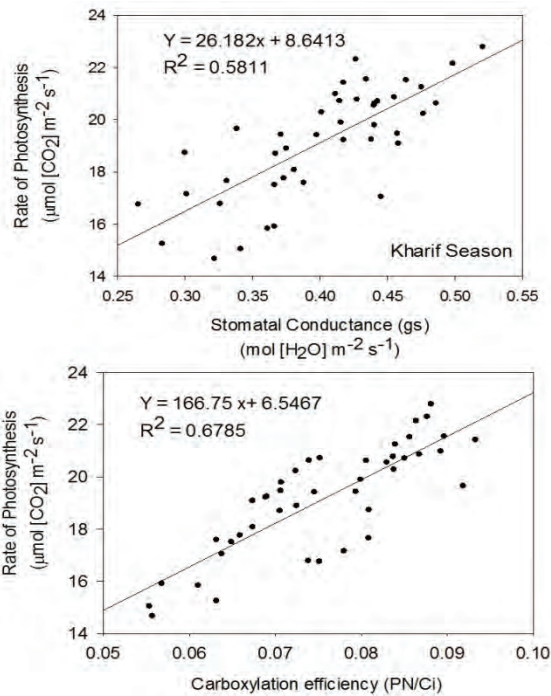 24
22
20
18
16
14
Rate of Photosynthesis
(μmol [CO2] m−2 s−1)
Y = 26.182x + 8.6413
R2 = 0.5811
Kharif Season
0.25 0.30 0.35 0.40 0.45 0.50 0.55
Stomatal Conductance (gs)
(mol [H2O] m−2 s−1)
24
22
20
18
16
14
Rate of Photosynthesis
(μmol [CO2] m−2 s−1)
Y = 166.75 x+ 6.5467
R2 = 0.6785
0.05 0.06 0.07 0.08 0.09 0.10
Carboxylation efficiency (PN/Ci)